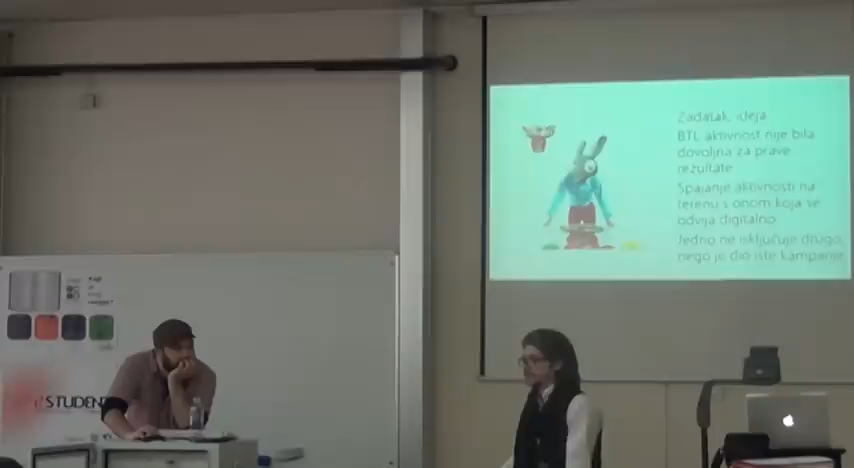 STUDENT
Zadatak, ideja
BTL aktivnost nije bila
dovoljna za prave
rezultate
Spajanje aktivnosti na
terenu s onom koja se
odvija digitalno
Jedno ne isključuje drugo,
nego je dio iste kampanje